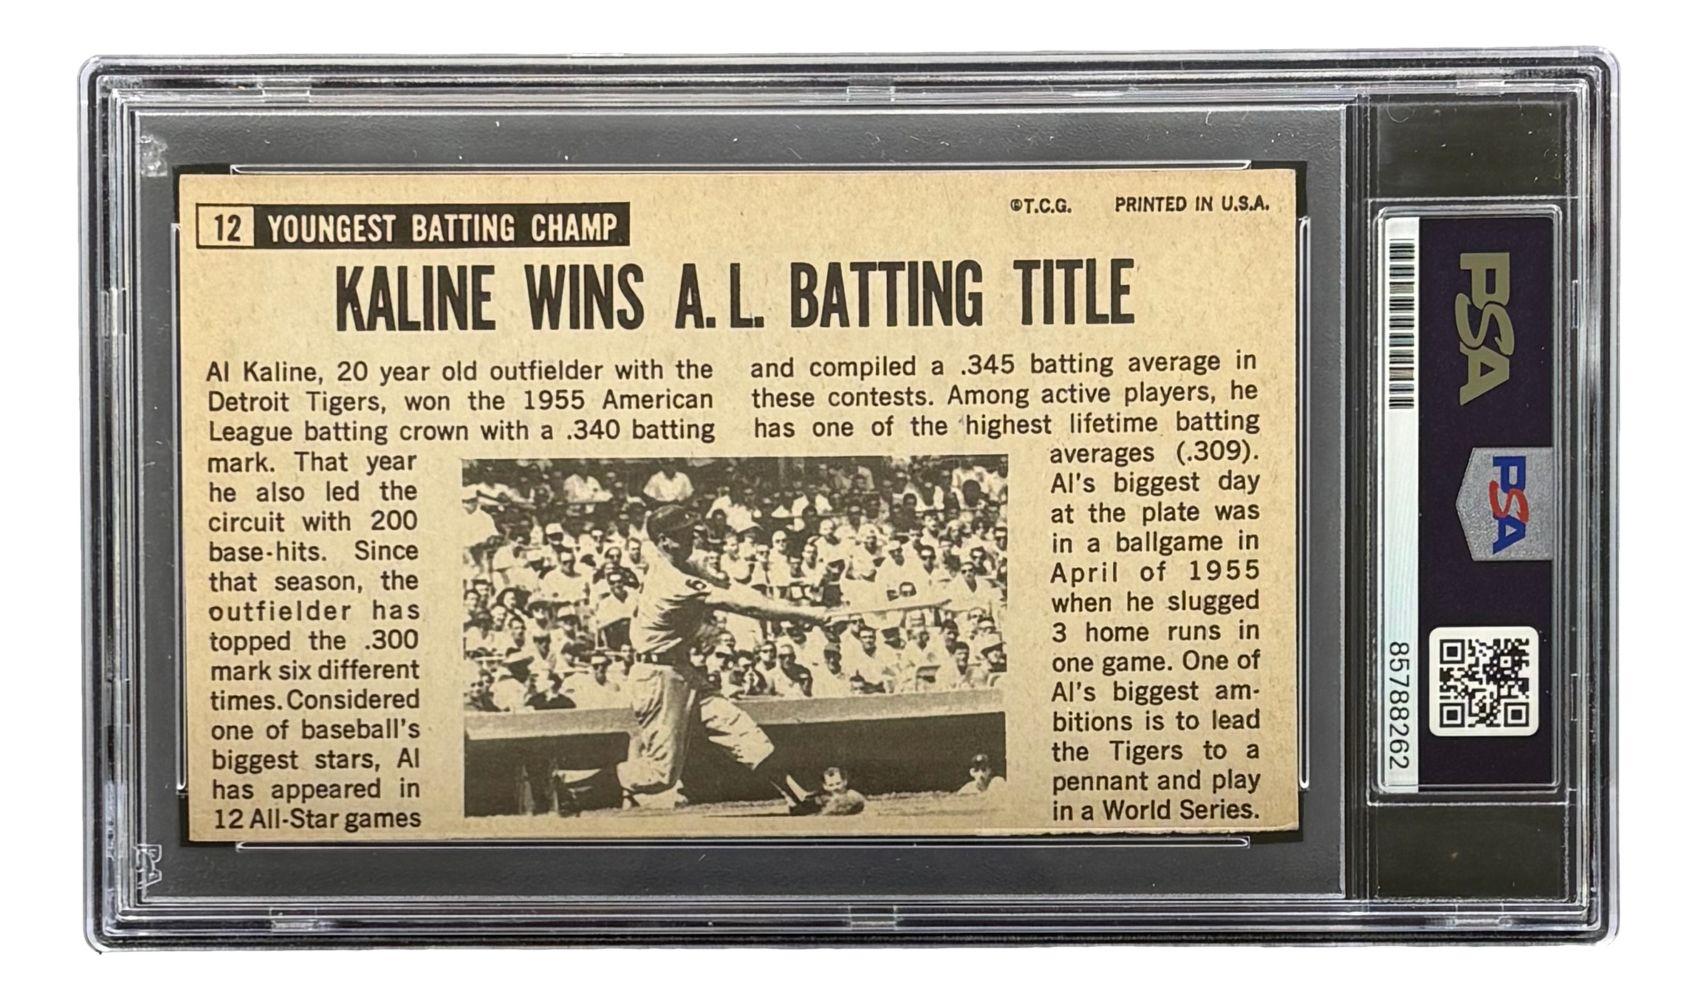 12 YOUNGEST BATTING CHAMP
©T.C.G. PRINTED IN U.S.A.
KALINE WINS A.L. BATTING TITLE
Al Kaline, 20 year old outfielder with the
Detroit Tigers, won the 1955 American
League batting crown with a .340 batting
mark. That year
he also led the
circuit with 200
base-hits. Since
that season, the
outfielder has
topped the .300
mark six different
times. Considered
one of baseball's
biggest stars, Al
has appeared in
12 All-Star games
and compiled a .345 batting average in
these contests. Among active players, he
has one of the highest lifetime batting
averages (.309).
Al's biggest day
at the plate was
in a ballgame in
April of 1955
when he slugged
3 home runs in
one game. One of
Al's biggest am-
bitions is to lead
the Tigers to a
pennant and play
in a World Series.
6
PSA
PSA
85788262
PSA